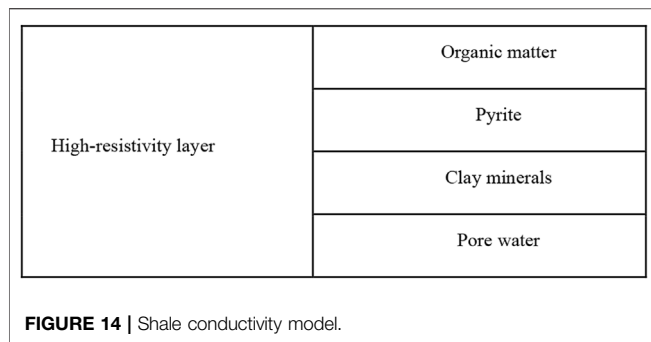 High-resistivity layer
Organic matter
Pyrite
Clay minerals
Pore water
FIGURE 14 | Shale conductivity model.